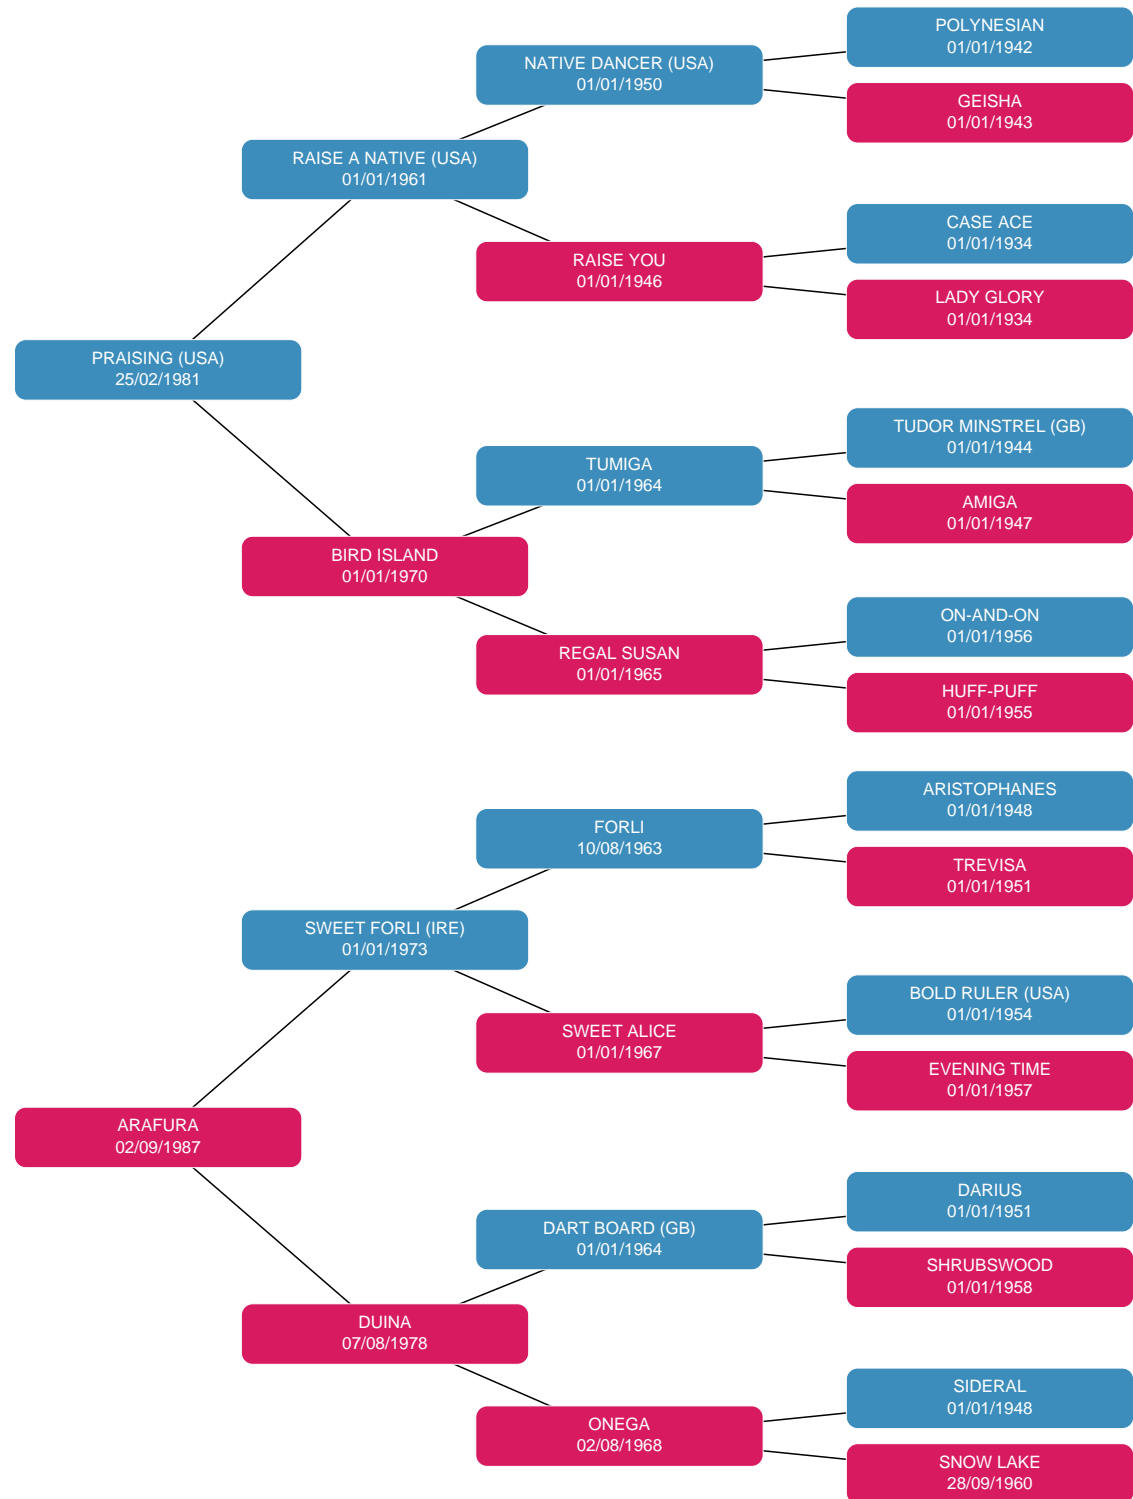 POLYNESIAN
01/01/1942
NATIVE DANCER (USA)
01/01/1950
GEISHA
01/01/1943
RAISE A NATIVE (USA)
01/01/1961
CASE ACE
01/01/1934
RAISE YOU
01/01/1946
LADY GLORY
01/01/1934
PRAISING (USA)
25/02/1981
TUDOR MINSTREL (GB)
01/01/1944
TUMIGA
01/01/1964
AMIGA
01/01/1947
BIRD ISLAND
01/01/1970
ON-AND-ON
01/01/1956
REGAL SUSAN
01/01/1965
HUFF-PUFF
01/01/1955
ARISTOPHANES
01/01/1948
FORLI
10/08/1963
TREVISA
01/01/1951
SWEET FORLI (IRE)
01/01/1973
BOLD RULER (USA)
01/01/1954
SWEET ALICE
01/01/1967
EVENING TIME
01/01/1957
ARAFURA
02/09/1987
DARIUS
01/01/1951
DART BOARD (GB)
01/01/1964
SHRUBSWOOD
01/01/1958
DUINA
07/08/1978
SIDERAL
01/01/1948
ONEGA
02/08/1968
SNOW LAKE
28/09/1960